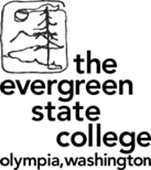 the
evergreen
state
college
olympia, washington